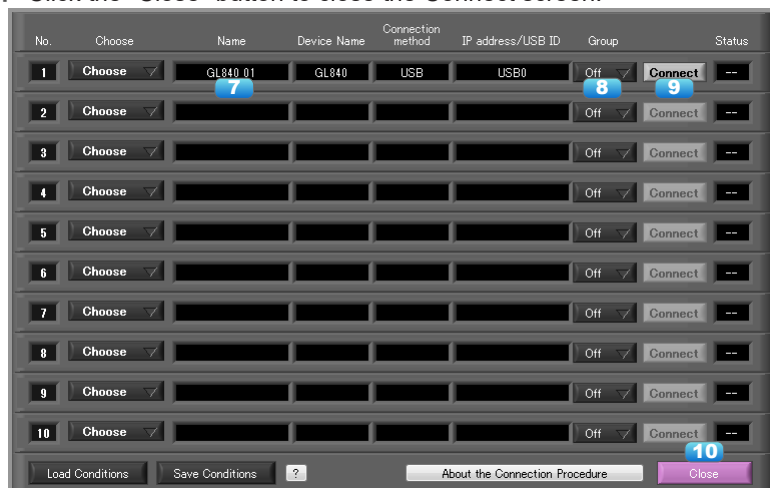 Click the "Close" button to close the Connect screen.
No. Choose Name Device Name Connection method IP address/USB ID Group Status
1 Choose GL840 01 GL840 USB USB0 Off Connect --
7 8 9
2 Choose Off Connect --
3 Choose Off Connect --
4 Choose Off Connect --
5 Choose Off Connect --
6 Choose Off Connect --
7 Choose Off Connect --
8 Choose Off Connect --
9 Choose Off Connect --
10 Choose Off Connect --
10
Load Conditions Save Conditions ? About the Connection Procedure Close